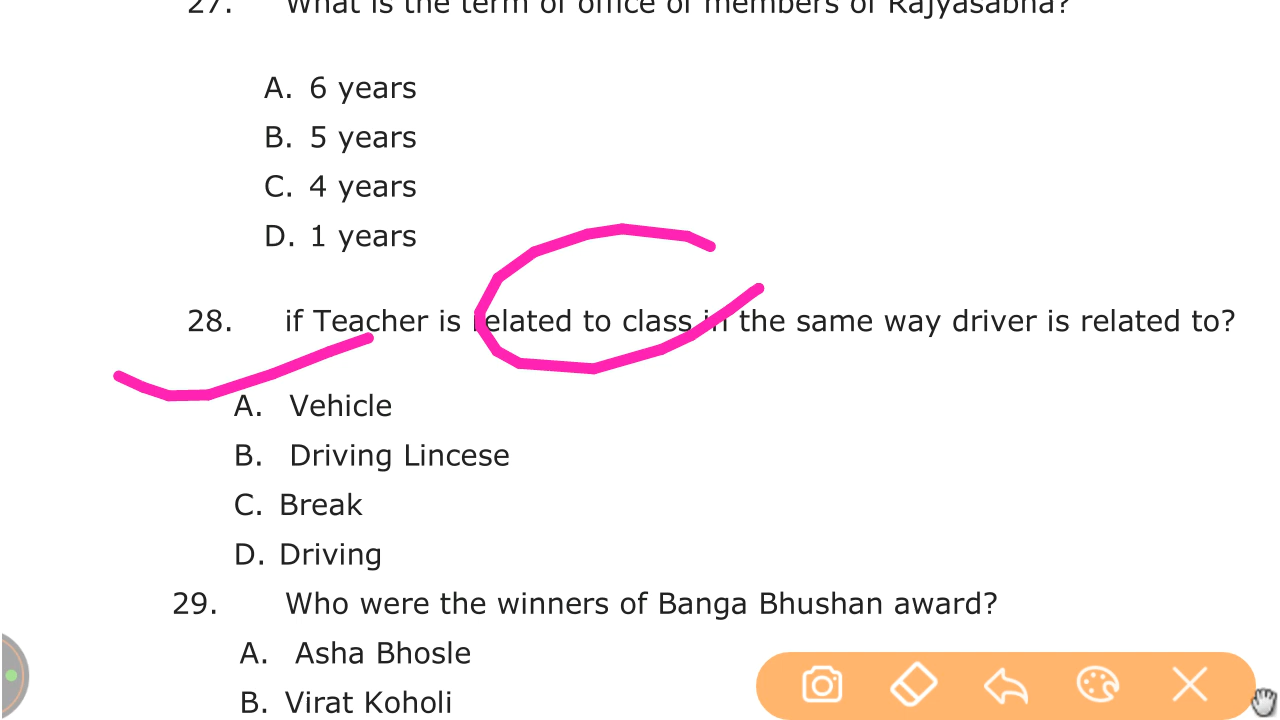 27. What is the term of office of members of Rajyasabha?
A. 6 years
B. 5 years
C. 4 years
D. 1 years
28. if Teacher is related to class in the same way driver is related to?
A. Vehicle
B. Driving Lincese
C. Break
D. Driving
29. Who were the winners of Banga Bhushan award?
A. Asha Bhosle
B. Virat Koholi